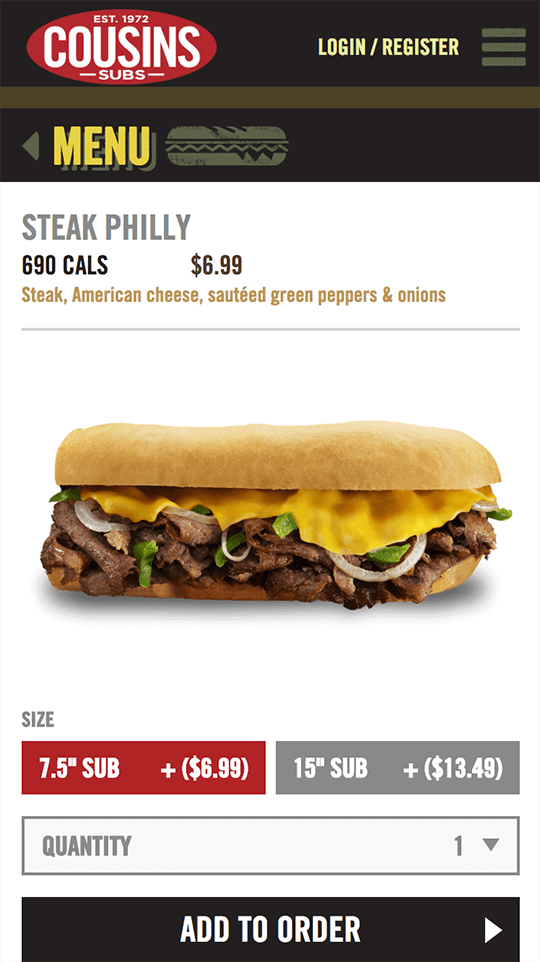 EST. 1972
COUSINS
SUBS
LOGIN / REGISTER
MENU
STEAK PHILLY
690 CALS $6.99
Steak, American cheese, sautéed green peppers & onions
SIZE
7.5" SUB + ($6.99) 15" SUB + ($13.49)
QUANTITY 1
ADD TO ORDER